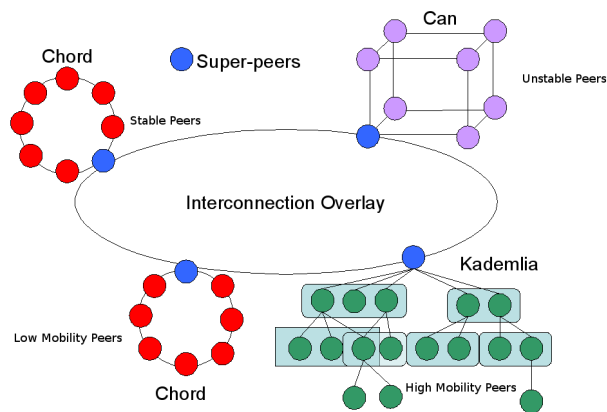 Can
Chord
Super-peers
Unstable Peers
Stable Peers
Interconnection Overlay
Kademlia
Low Mobility Peers
High Mobility Peers
Chord